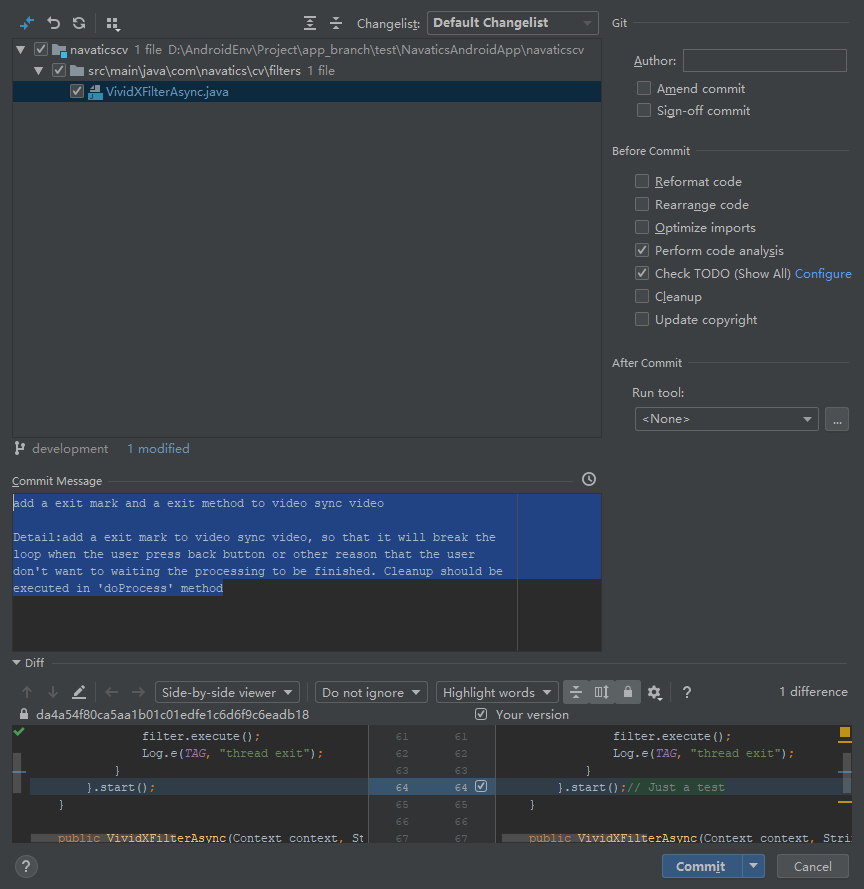 Changelist: Default Changelist
navaticscv 1 file D:\AndroidEnv\Project\app_branch\test\NavaticsAndroidApp\navaticscv
src\main\java\com\navatics\cv\filters 1 file
VividXFilterAsync.java
development 1 modified
Git
Author:
Amend commit
Sign-off commit
Before Commit
Reformat code
Rearrange code
Optimize imports
Perform code analysis
Check TODO (Show All) Configure
Cleanup
Update copyright
After Commit
Run tool:
<None>
...
Commit Message
add a exit mark and a exit method to video sync video
Detail:add a exit mark to video sync video, so that it will break the
loop when the user press back button or other reason that the user
don't want to waiting the processing to be finished. Cleanup should be
executed in 'doProcess' method
Diff
Side-by-side viewer Do not ignore Highlight words ? 1 difference
da4a54f80ca5aa1b01c01edfe1c6d6f9c6eadb18 Your version
filter.execute(); 61 61 filter.execute();
Log.e(TAG, "thread exit"); 62 62 Log.e(TAG, "thread exit");
} 63 63 }
}.start(); 64 64 }.start();// Just a test
} 65 65 }
66 66
public VividXFilterAsync(Context context, St 67 67 public VividXFilterAsync(Context context, Stri
? Commit Cancel